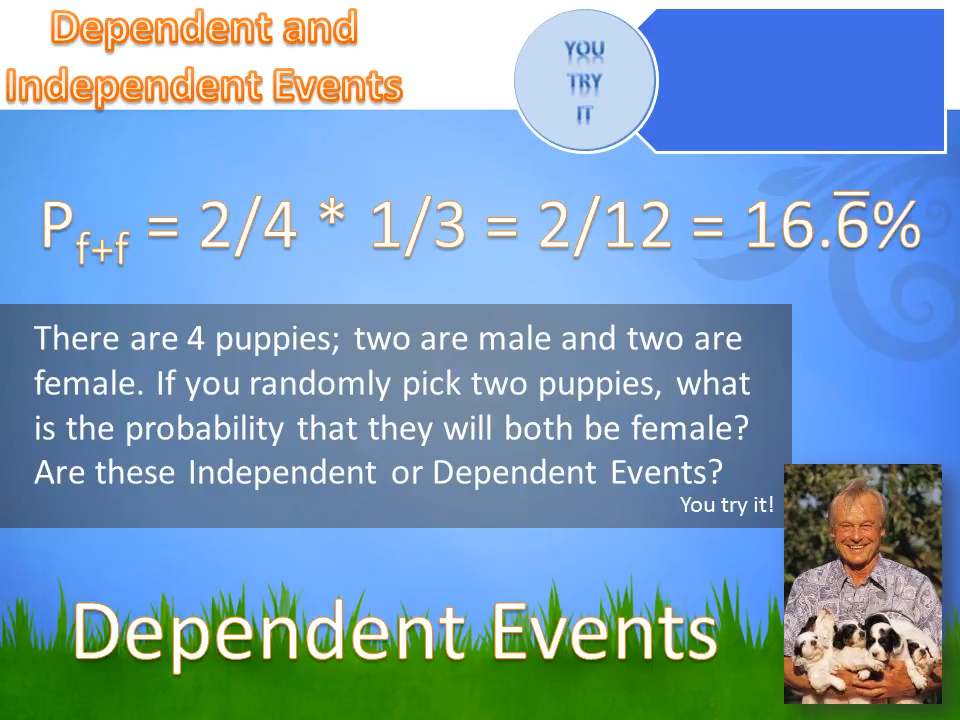 Dependent and
Independent Events
YOU
TRY
IT
P_{f+f} = 2/4 * 1/3 = 2/12 = 16.6̅%
There are 4 puppies; two are male and two are
female. If you randomly pick two puppies, what
is the probability that they will both be female?
Are these Independent or Dependent Events?
You try it!
Dependent Events